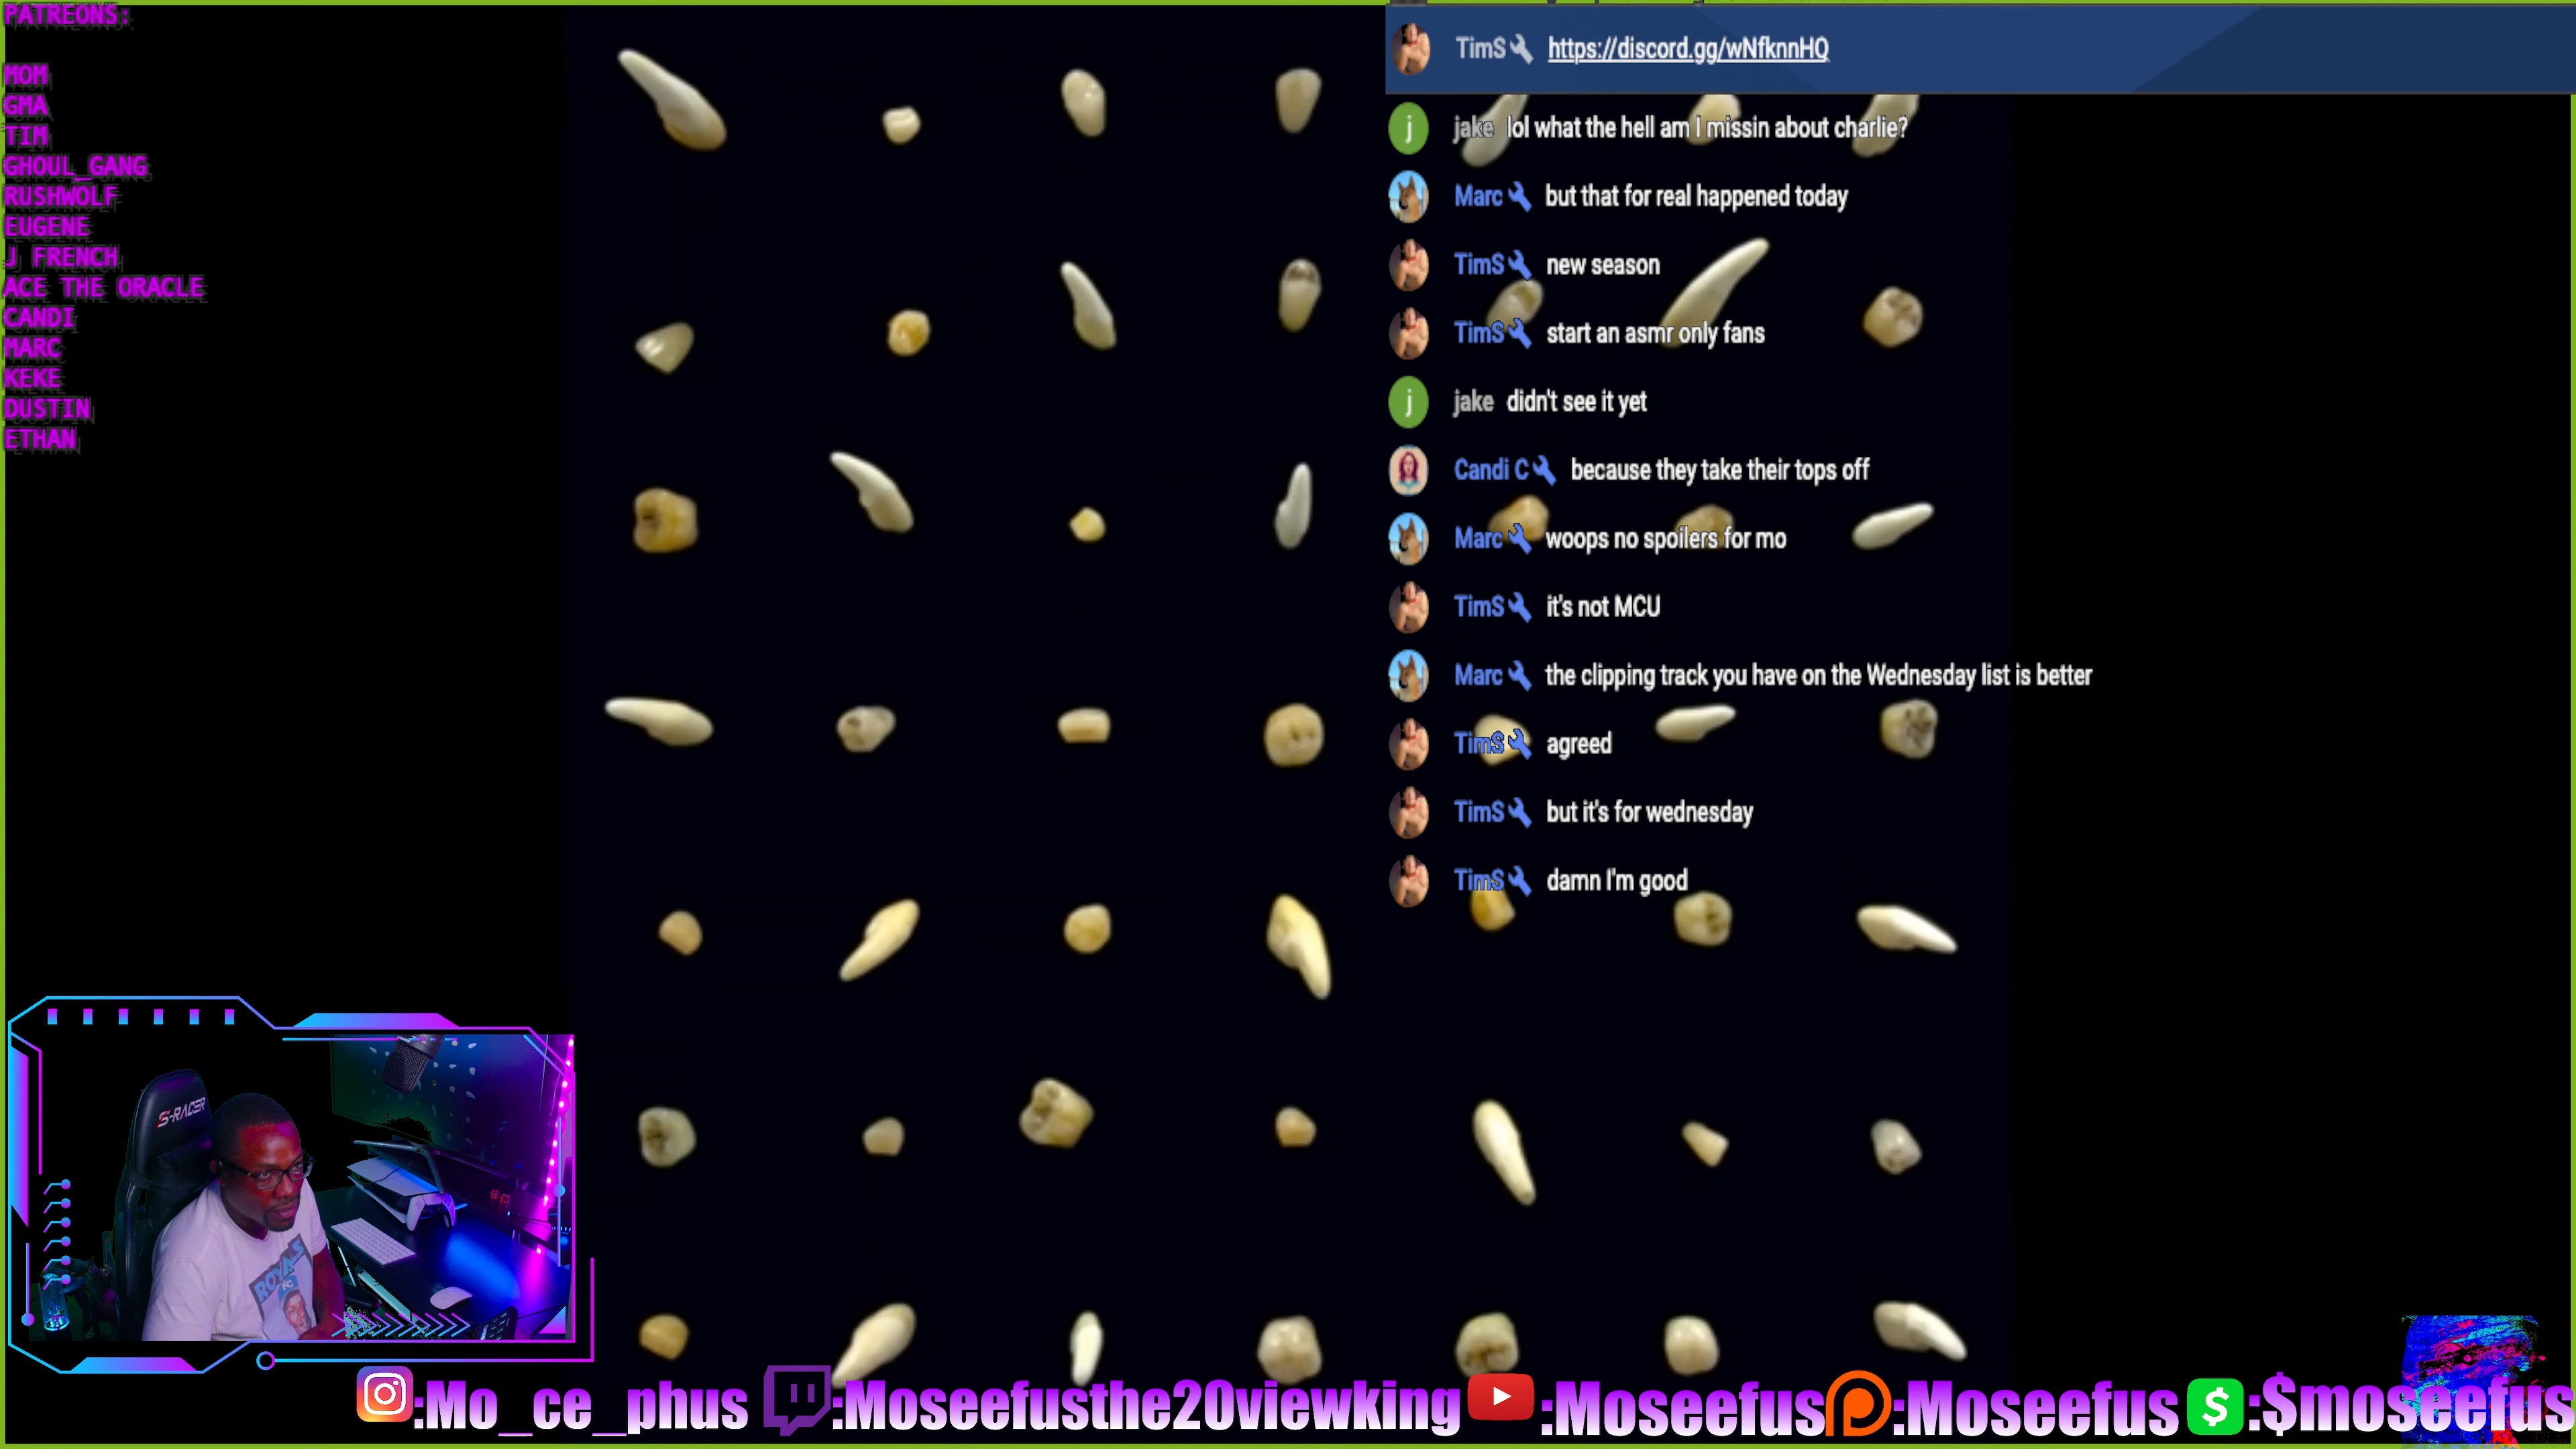 PATREONS:
MOM
GMA
TIM
GHOUL_GANG
RUSHWOLF
EUGENE
J FRENCH
ACE THE ORACLE
CANDI
MARC
KEKE
DUSTIN
ETHAN
TimS https://discord.gg/wNfknnHQ
j jake lol what the hell am I missin about charlie?
Marc but that for real happened today
TimS new season
TimS start an asmr only fans
j jake didn't see it yet
Candi C because they take their tops off
Marc woops no spoilers for mo
TimS it's not MCU
Marc the clipping track you have on the Wednesday list is better
TimS agreed
TimS but it's for wednesday
TimS damn I'm good
S-RACER
ROYALS
KC
:Mo_ce_phus :Moseefusthe20viewking :Moseefus :Moseefus $ :$moseefus